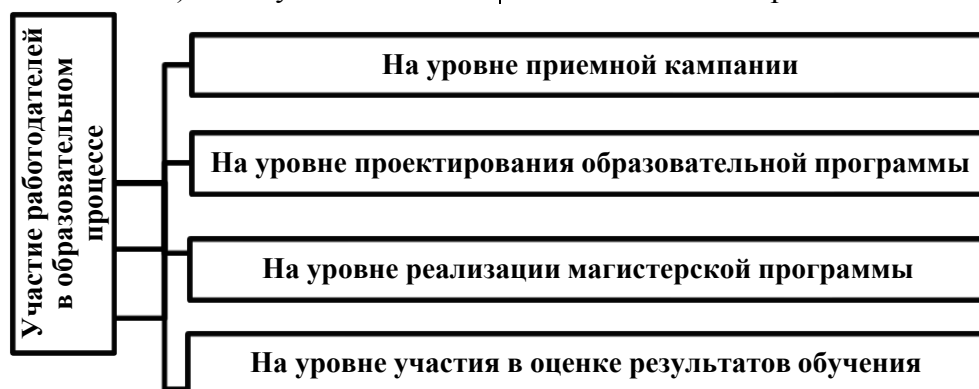 Участие работодателей
в образовательном
процессе
На уровне приемной кампании
На уровне проектирования образовательной программы
На уровне реализации магистерской программы
На уровне участия в оценке результатов обучения